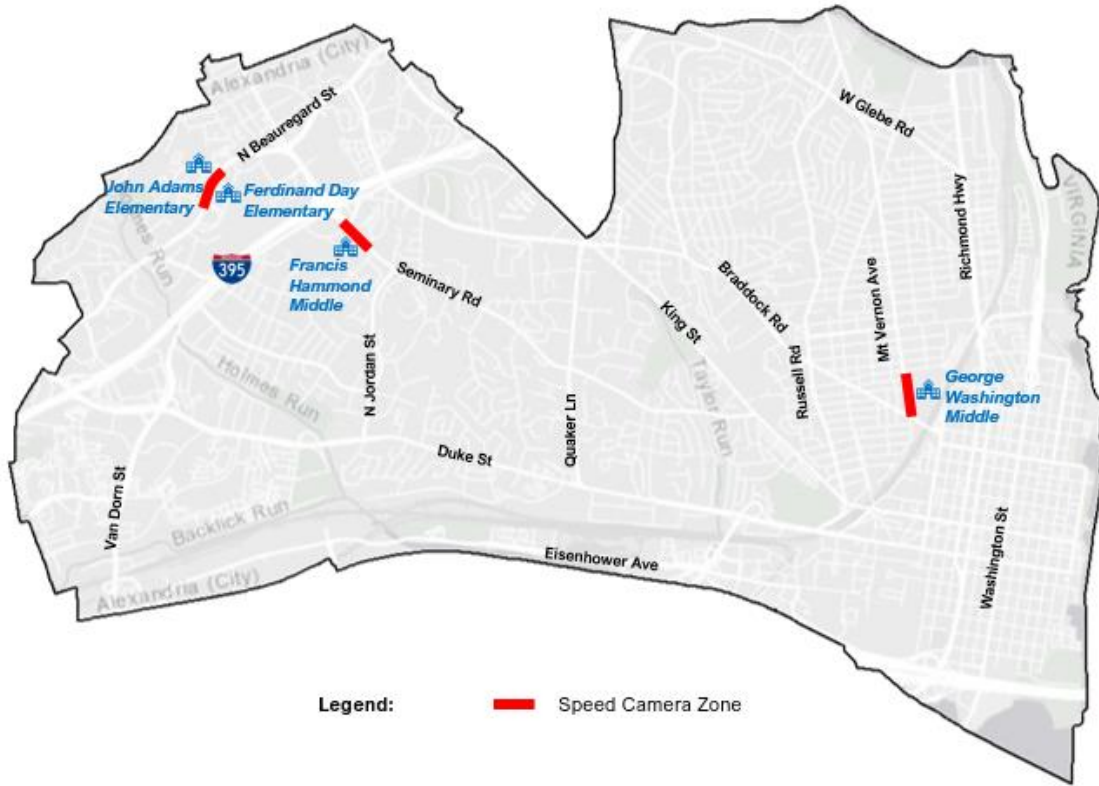 Alexandria (City)
N Beauregard St
W Glebe Rd
John Adams
Elementary
Ferdinand Day
Elementary
Holmes Run
395
Francis
Hammond
Middle
Seminary Rd
VIRGINIA
Richmond Hwy
Mt Vernon Ave
Braddock Rd
King St
Russell Rd
Taylor Run
George
Washington
Middle
Holmes Run
N Jordan St
Quaker Ln
Duke St
Van Dorn St
Backlick Run
Eisenhower Ave
Washington St
Alexandria (City)
Legend:
Speed Camera Zone